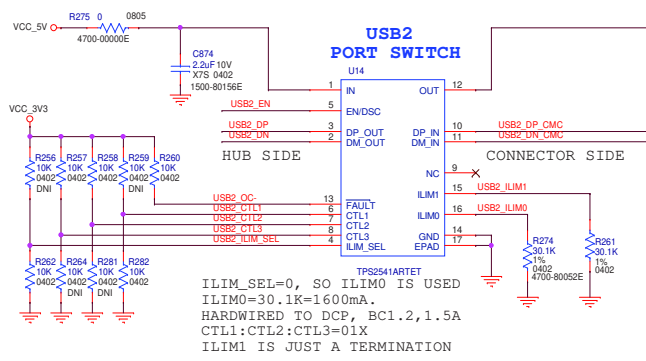 R275 0 0805
VCC_5V
4700-00000E
USB2
PORT SWITCH
C874
2.2uF 10V
X7S 0402
1500-80156E
U14
1 IN OUT 12
USB2_EN 5 EN/DSC
USB2_DP 3 DP_OUT DP_IN 10 USB2_DP_CMC
USB2_DN 2 DM_OUT DM_IN 11 USB2_DN_CMC
HUB SIDE CONNECTOR SIDE
NC 9
ILIM1 15 USB2_ILIM1
ILIM0 16 USB2_ILIM0
USB2_OC- 13 FAULT
USB2_CTL1 6 CTL1
USB2_CTL2 7 CTL2
USB2_CTL3 8 CTL3
USB2_ILIM_SEL 4 ILIM_SEL
GND 14
EPAD 17
TPS2541ARTET
VCC_3V3
R256 R257 R258 R259 R260
10K 10K 10K 10K 10K
0402 0402 0402 0402 0402
DNI DNI
R262 R264 R281 R282
10K 10K 10K 10K
0402 0402 0402 0402
DNI DNI
R274
30.1K
1%
0402
4700-80052E
R261
30.1K
1%
0402
ILIM_SEL=0, SO ILIM0 IS USED
ILIM0=30.1K=1600mA.
HARDWIRED TO DCP, BC1.2,1.5A
CTL1:CTL2:CTL3=01X
ILIM1 IS JUST A TERMINATION